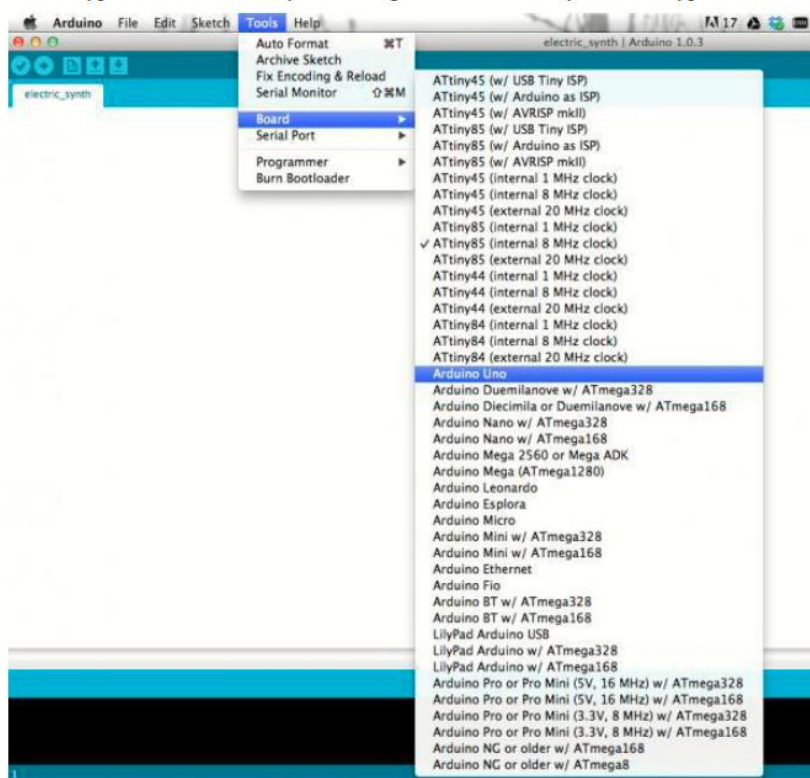 Arduino File Edit Sketch Tools Help
17
electric_synth | Arduino 1.0.3
electric_synth
Auto Format ⌘T
Archive Sketch
Fix Encoding & Reload
Serial Monitor ⇧⌘M
Board
Serial Port
Programmer
Burn Bootloader
ATtiny45 (w/ USB Tiny ISP)
ATtiny45 (w/ Arduino as ISP)
ATtiny45 (w/ AVRISP mkII)
ATtiny85 (w/ USB Tiny ISP)
ATtiny85 (w/ Arduino as ISP)
ATtiny85 (w/ AVRISP mkII)
ATtiny45 (internal 1 MHz clock)
ATtiny45 (internal 8 MHz clock)
ATtiny45 (external 20 MHz clock)
ATtiny85 (internal 1 MHz clock)
✓ ATtiny85 (internal 8 MHz clock)
ATtiny85 (external 20 MHz clock)
ATtiny44 (internal 1 MHz clock)
ATtiny44 (internal 8 MHz clock)
ATtiny44 (external 20 MHz clock)
ATtiny84 (internal 1 MHz clock)
ATtiny84 (internal 8 MHz clock)
ATtiny84 (external 20 MHz clock)
Arduino Uno
Arduino Duemilanove w/ ATmega328
Arduino Diecimila or Duemilanove w/ ATmega168
Arduino Nano w/ ATmega328
Arduino Nano w/ ATmega168
Arduino Mega 2560 or Mega ADK
Arduino Mega (ATmega1280)
Arduino Leonardo
Arduino Esplora
Arduino Micro
Arduino Mini w/ ATmega328
Arduino Mini w/ ATmega168
Arduino Ethernet
Arduino Fio
Arduino BT w/ ATmega328
Arduino BT w/ ATmega168
LilyPad Arduino USB
LilyPad Arduino w/ ATmega328
LilyPad Arduino w/ ATmega168
Arduino Pro or Pro Mini (5V, 16 MHz) w/ ATmega328
Arduino Pro or Pro Mini (5V, 16 MHz) w/ ATmega168
Arduino Pro or Pro Mini (3.3V, 8 MHz) w/ ATmega328
Arduino Pro or Pro Mini (3.3V, 8 MHz) w/ ATmega168
Arduino NG or older w/ ATmega168
Arduino NG or older w/ ATmega8
1